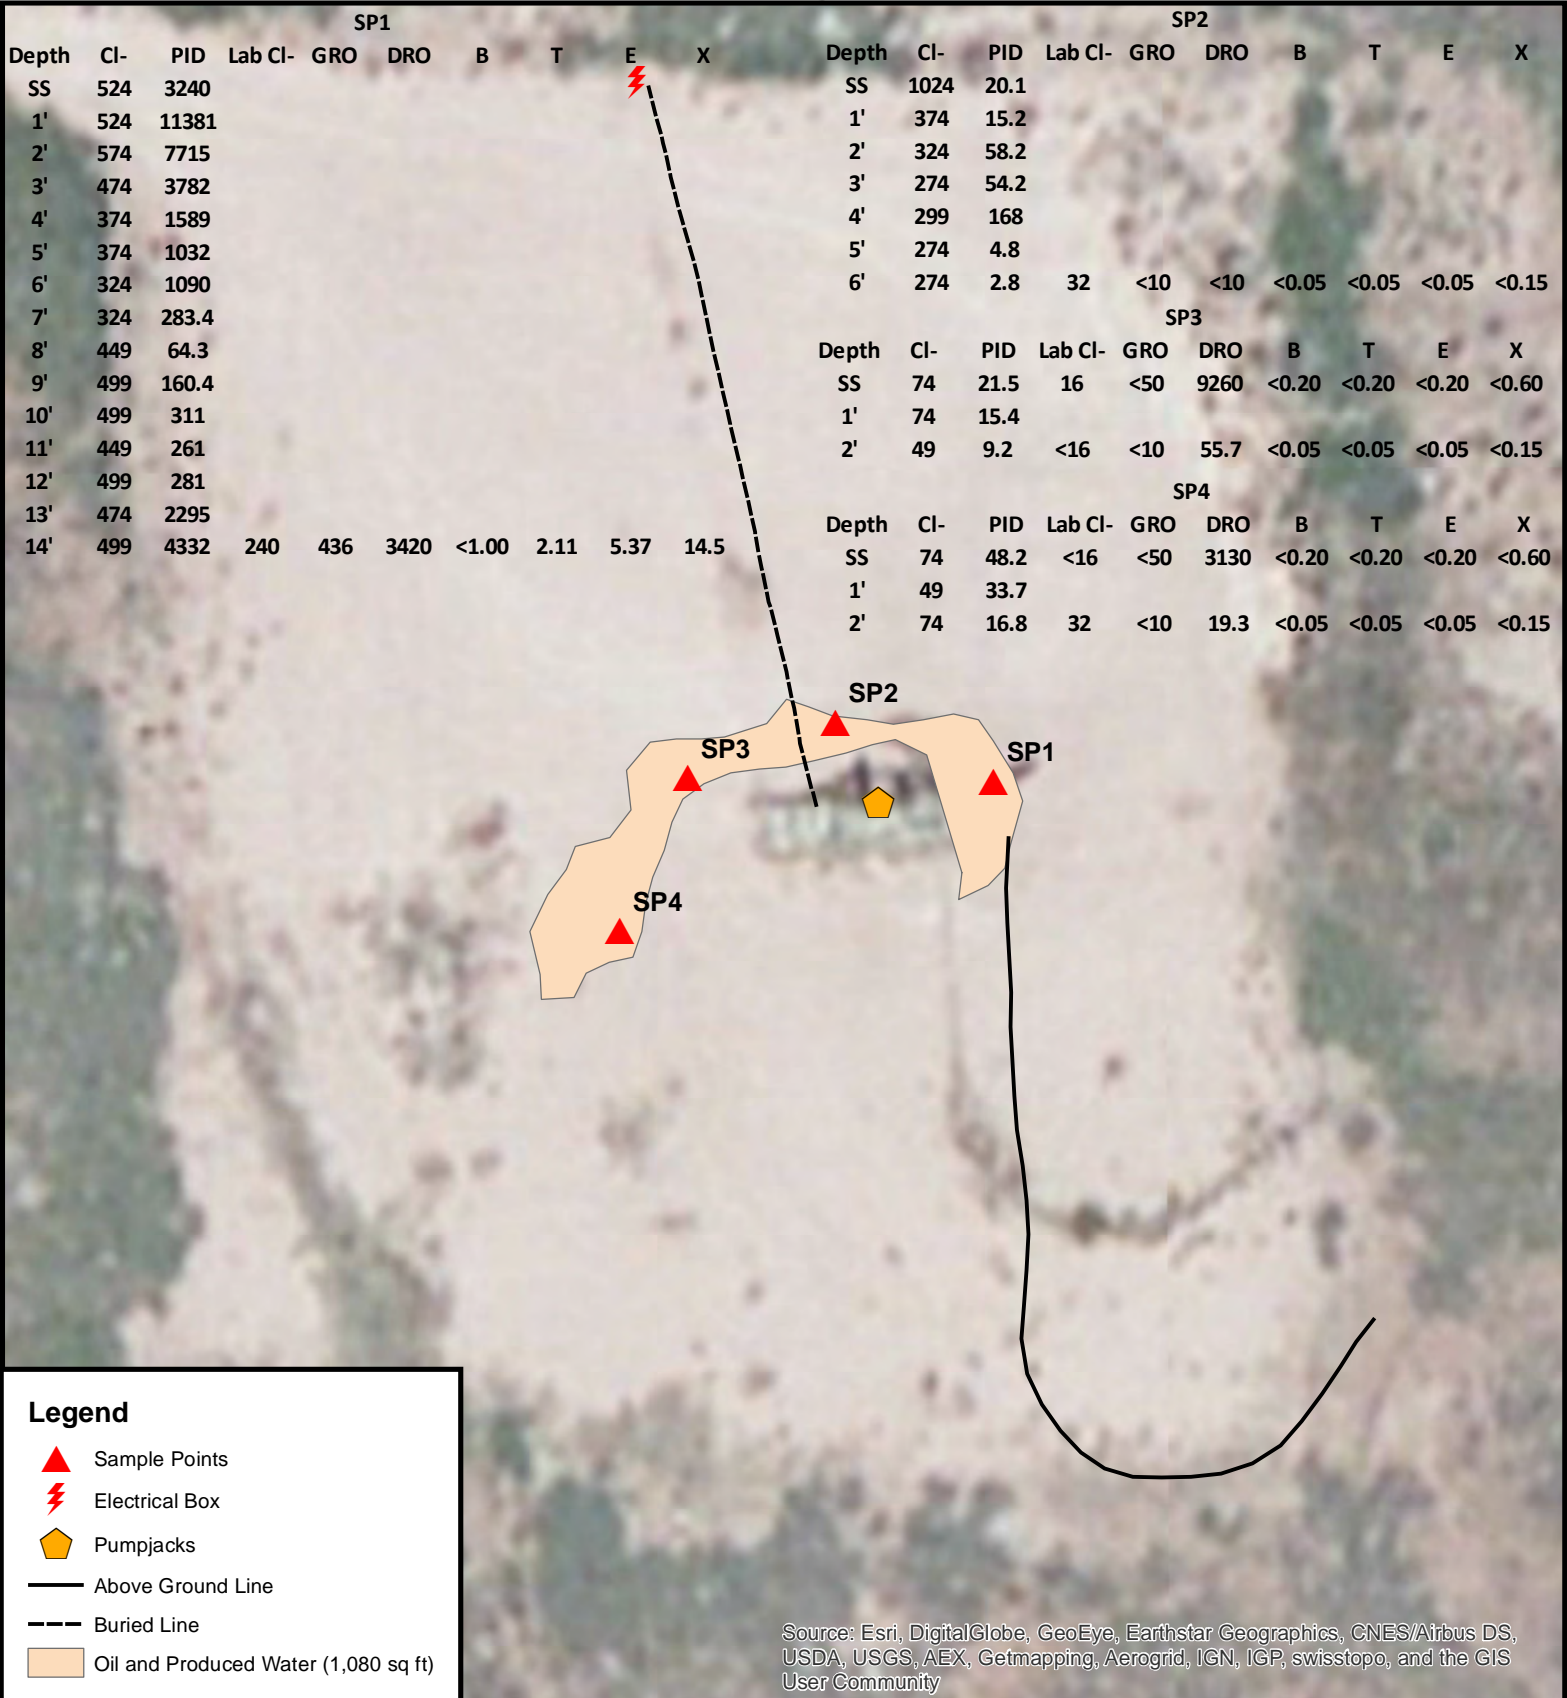 SP1
Depth Cl- PID Lab Cl- GRO DRO B T E X
SS 524 3240
1' 524 11381
2' 574 7715
3' 474 3782
4' 374 1589
5' 374 1032
6' 324 1090
7' 324 283.4
8' 449 64.3
9' 499 160.4
10' 499 311
11' 449 261
12' 499 281
13' 474 2295
14' 499 4332 240 436 3420 <1.00 2.11 5.37 14.5
SP2
Depth Cl- PID Lab Cl- GRO DRO B T E X
SS 1024 20.1
1' 374 15.2
2' 324 58.2
3' 274 54.2
4' 299 168
5' 274 4.8
6' 274 2.8 32 <10 <10 <0.05 <0.05 <0.05 <0.15
SP3
Depth Cl- PID Lab Cl- GRO DRO B T E X
SS 74 21.5 16 <50 9260 <0.20 <0.20 <0.20 <0.60
1' 74 15.4
2' 49 9.2 <16 <10 55.7 <0.05 <0.05 <0.05 <0.15
SP4
Depth Cl- PID Lab Cl- GRO DRO B T E X
SS 74 48.2 <16 <50 3130 <0.20 <0.20 <0.20 <0.60
1' 49 33.7
2' 74 16.8 32 <10 19.3 <0.05 <0.05 <0.05 <0.15
SP2
SP3
SP1
SP4
Legend
Sample Points
Electrical Box
Pumpjacks
Above Ground Line
Buried Line
Oil and Produced Water (1,080 sq ft)
Source: Esri, DigitalGlobe, GeoEye, Earthstar Geographics, CNES/Airbus DS,
USDA, USGS, AEX, Getmapping, Aerogrid, IGN, IGP, swisstopo, and the GIS
User Community